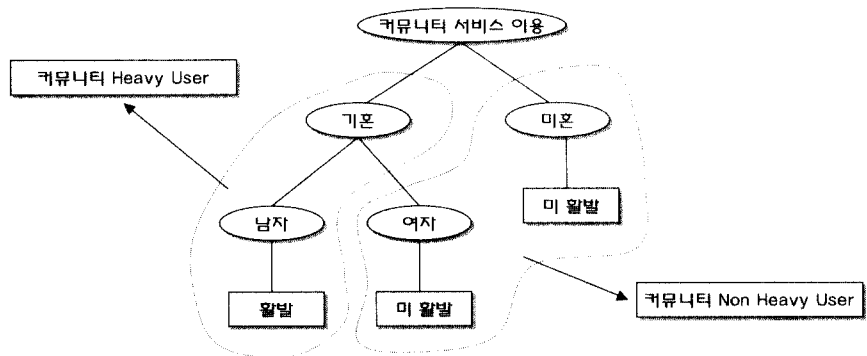 커뮤니티 서비스 이용
커뮤니티 Heavy User
기혼
미혼
미 활발
남자
여자
활발
미 활발
커뮤니티 Non Heavy User